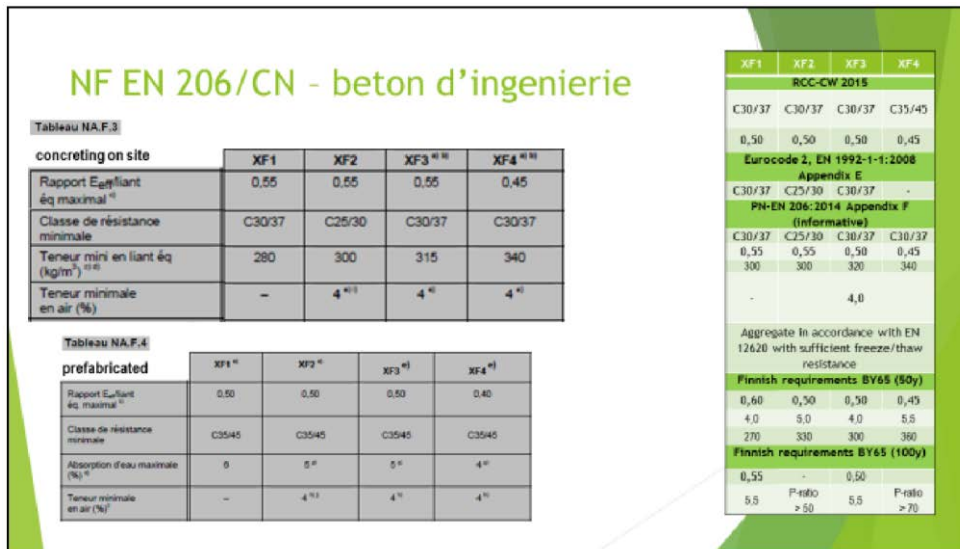 NF EN 206/CN – beton d'ingenierie
Tableau NA.F.3
concreting on site XF1 XF2 XF3 a) b) XF4 a) b)
Rapport Eeff/liant
éq maximal 0,55 0,55 0,55 0,45
Classe de résistance
minimale C30/37 C25/30 C30/37 C30/37
Teneur mini en liant éq
(kg/m3) 280 300 315 340
Teneur minimale
en air (%) – 4 4 4
Tableau NA.F.4
prefabricated XF1 XF2 XF3 XF4
Rapport Eeff/liant
éq. maximal 0,50 0,50 0,50 0,40
Classe de résistance
minimale C35/45 C35/45 C35/45 C35/45
Absorption d'eau maximale
(%) 6 5 5 4
Teneur minimale
en air (%) – 4 4 4
XF1 XF2 XF3 XF4
RCC-CW 2015
C30/37 C30/37 C30/37 C35/45
0,50 0,50 0,50 0,45
Eurocode 2, EN 1992-1-1:2008
Appendix E
C30/37 C25/30 C30/37 -
PN-EN 206:2014 Appendix F
(informative)
C30/37 C25/30 C30/37 C30/37
0,55 0,55 0,50 0,45
300 300 320 340
- 4,0
Aggregate in accordance with EN
12620 with sufficient freeze/thaw
resistance
Finnish requirements BY65 (50y)
0,60 0,50 0,50 0,45
4,0 5,0 4,0 5,5
270 330 300 360
Finnish requirements BY65 (100y)
0,55 - 0,50
5,5 P-ratio > 50 5,5 P-ratio > 70